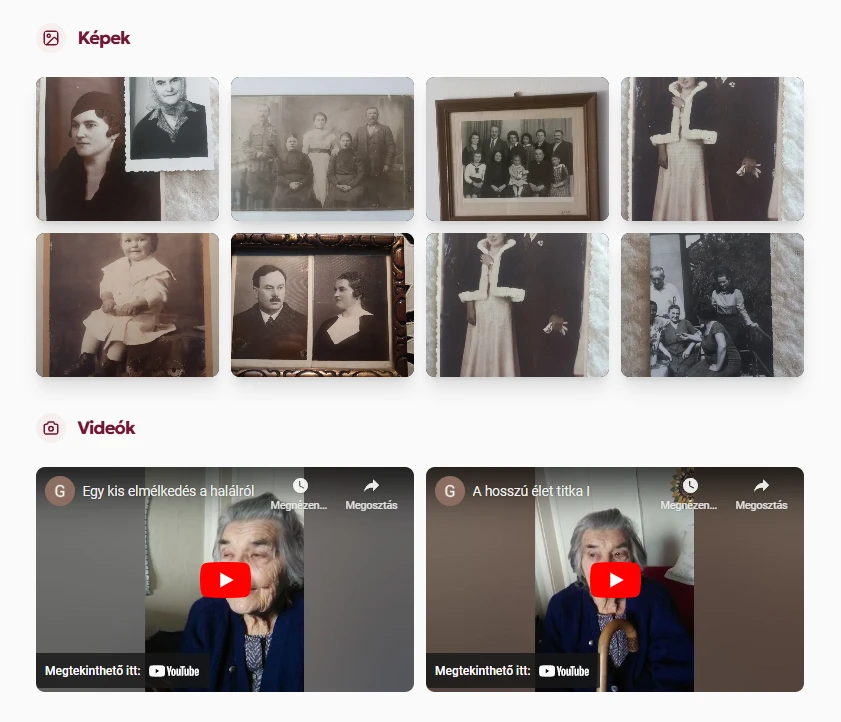 Képek
Videók
G
Egy kis elmélkedés a halálról
Megnézen...
Megosztás
Megtekinthető itt:
YouTube
G
A hosszú élet titka I
Megnézen...
Megosztás
Megtekinthető itt:
YouTube